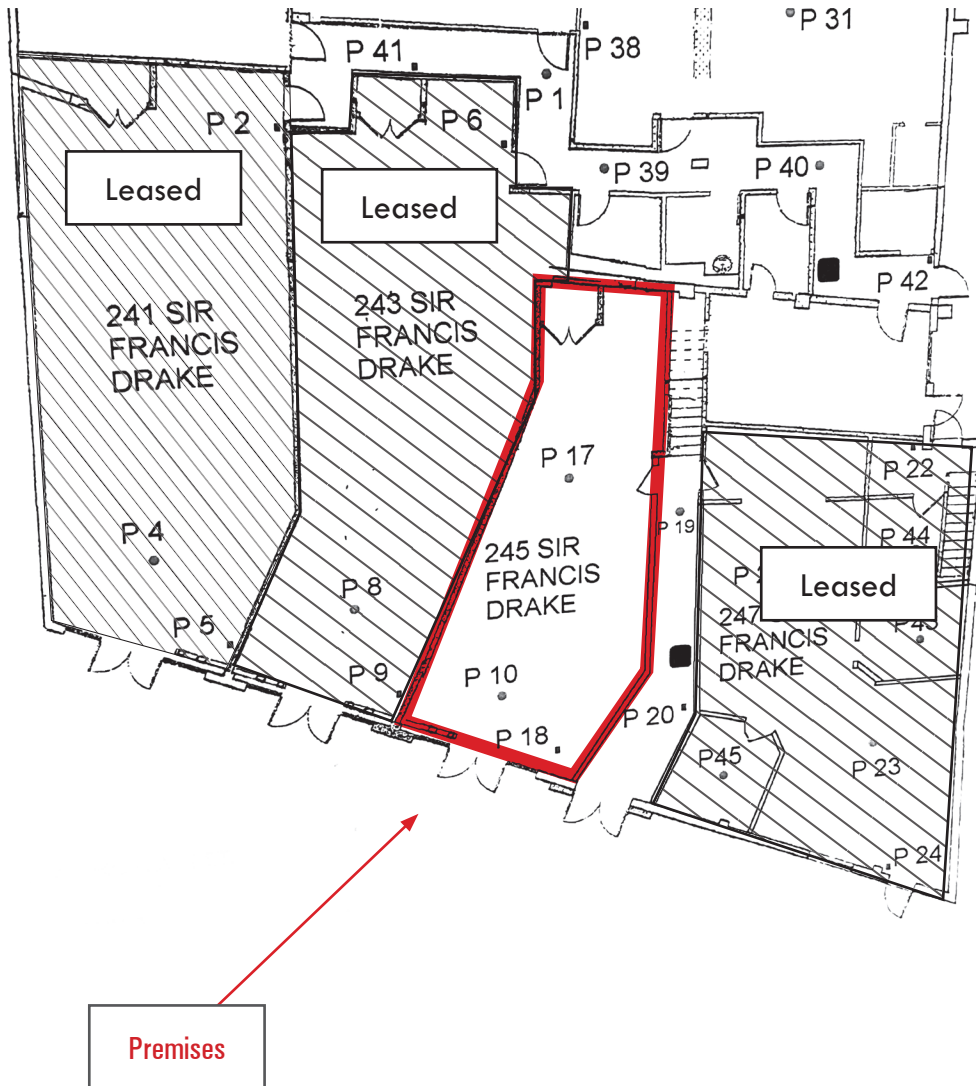 P 31
P 38
P 41
P 1
P 2
P 6
P 39
P 40
Leased
Leased
P 42
241 SIR
FRANCIS
DRAKE
243 SIR
FRANCIS
DRAKE
P 17
P 22
P 19
P 44
P 4
245 SIR
FRANCIS
DRAKE
Leased
P 8
247
FRANCIS
DRAKE
P 5
P 9
P 10
P 20
P 18
P45
P 23
P 24
Premises